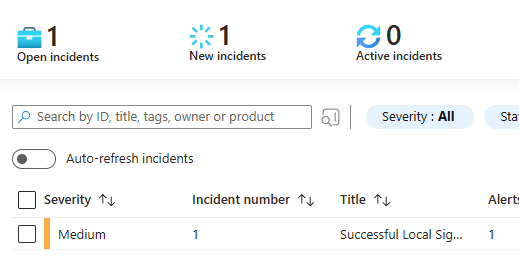 1
Open incidents
1
New incidents
0
Active incidents
Search by ID, title, tags, owner or product
Severity : All
Sta
Auto-refresh incidents
Severity ↑↓ Incident number ↑↓ Title ↑↓ Alerts
Medium 1 Successful Local Sig... 1